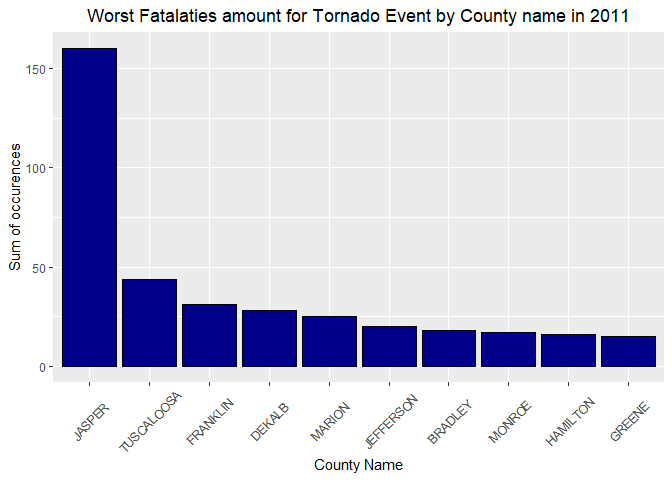 Worst Fatalaties amount for Tornado Event by County name in 2011
Sum of occurences
150
100
50
0
JASPER
TUSCALOOSA
FRANKLIN
DEKALB
MARION
JEFFERSON
BRADLEY
MONROE
HAMILTON
GREENE
County Name